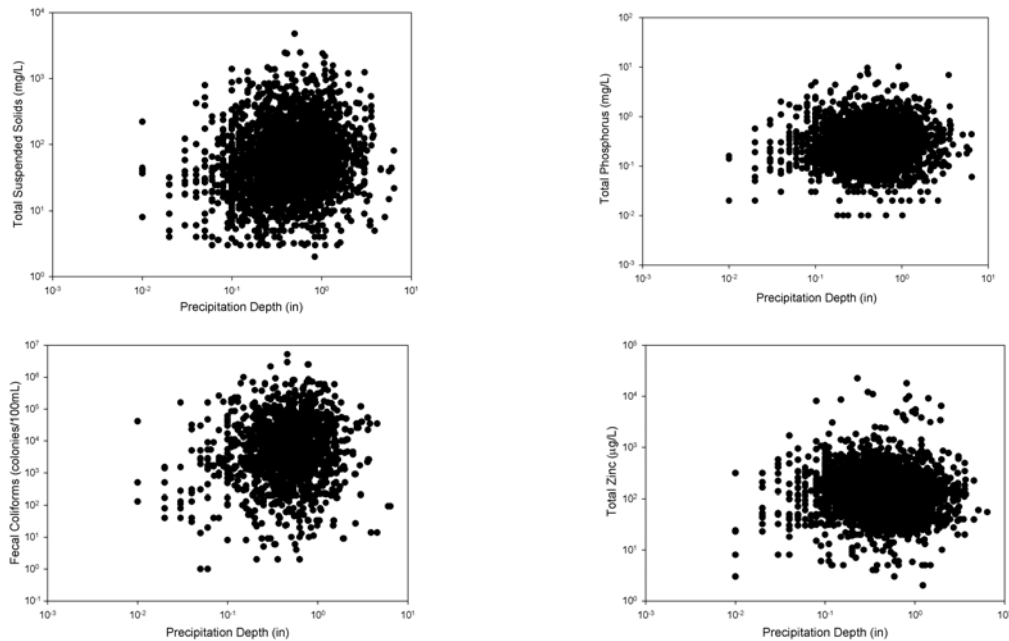 Total Suspended Solids (mg/L)
10⁴
10³
10²
10¹
10⁰
10⁻³ 10⁻² 10⁻¹ 10⁰ 10¹
Precipitation Depth (in)
Total Phosphorus (mg/L)
10²
10¹
10⁰
10⁻¹
10⁻²
10⁻³
10⁻³ 10⁻² 10⁻¹ 10⁰ 10¹
Precipitation Depth (in)
Fecal Coliforms (colonies/100mL)
10⁷
10⁶
10⁵
10⁴
10³
10²
10¹
10⁰
10⁻¹
10⁻³ 10⁻² 10⁻¹ 10⁰ 10¹
Precipitation Depth (in)
Total Zinc (µg/L)
10⁵
10⁴
10³
10²
10¹
10⁰
10⁻³ 10⁻² 10⁻¹ 10⁰ 10¹
Precipitation Depth (in)